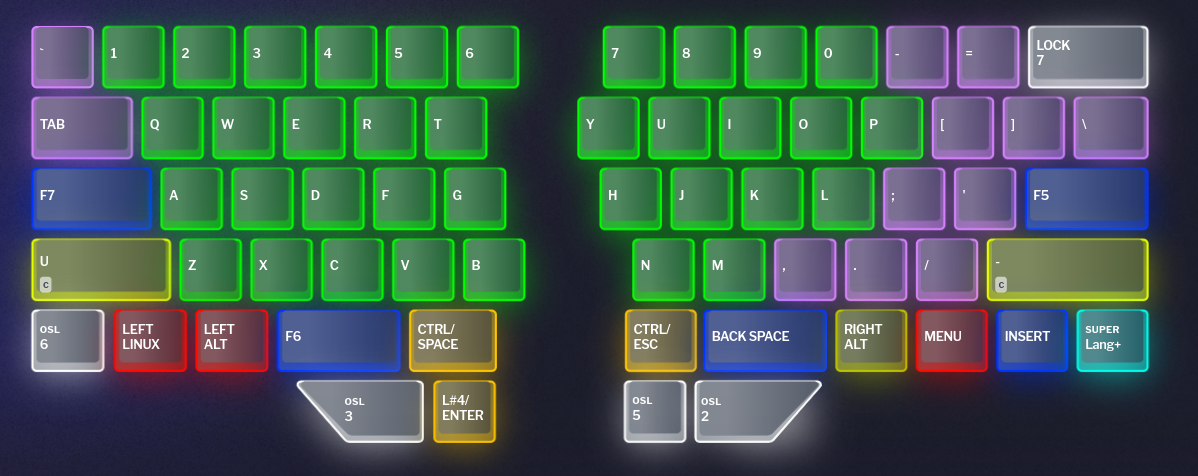 ` 1 2 3 4 5 6 7 8 9 0 - = LOCK
7
TAB Q W E R T Y U I O P [ ] \
F7 A S D F G H J K L ; ' F5
U Z X C V B N M , . / -
c c
OSL LEFT LEFT F6 CTRL/ CTRL/ BACK SPACE RIGHT MENU INSERT SUPER
6 LINUX ALT SPACE ESC ALT Lang+
OSL L#4/ OSL OSL
3 ENTER 5 2